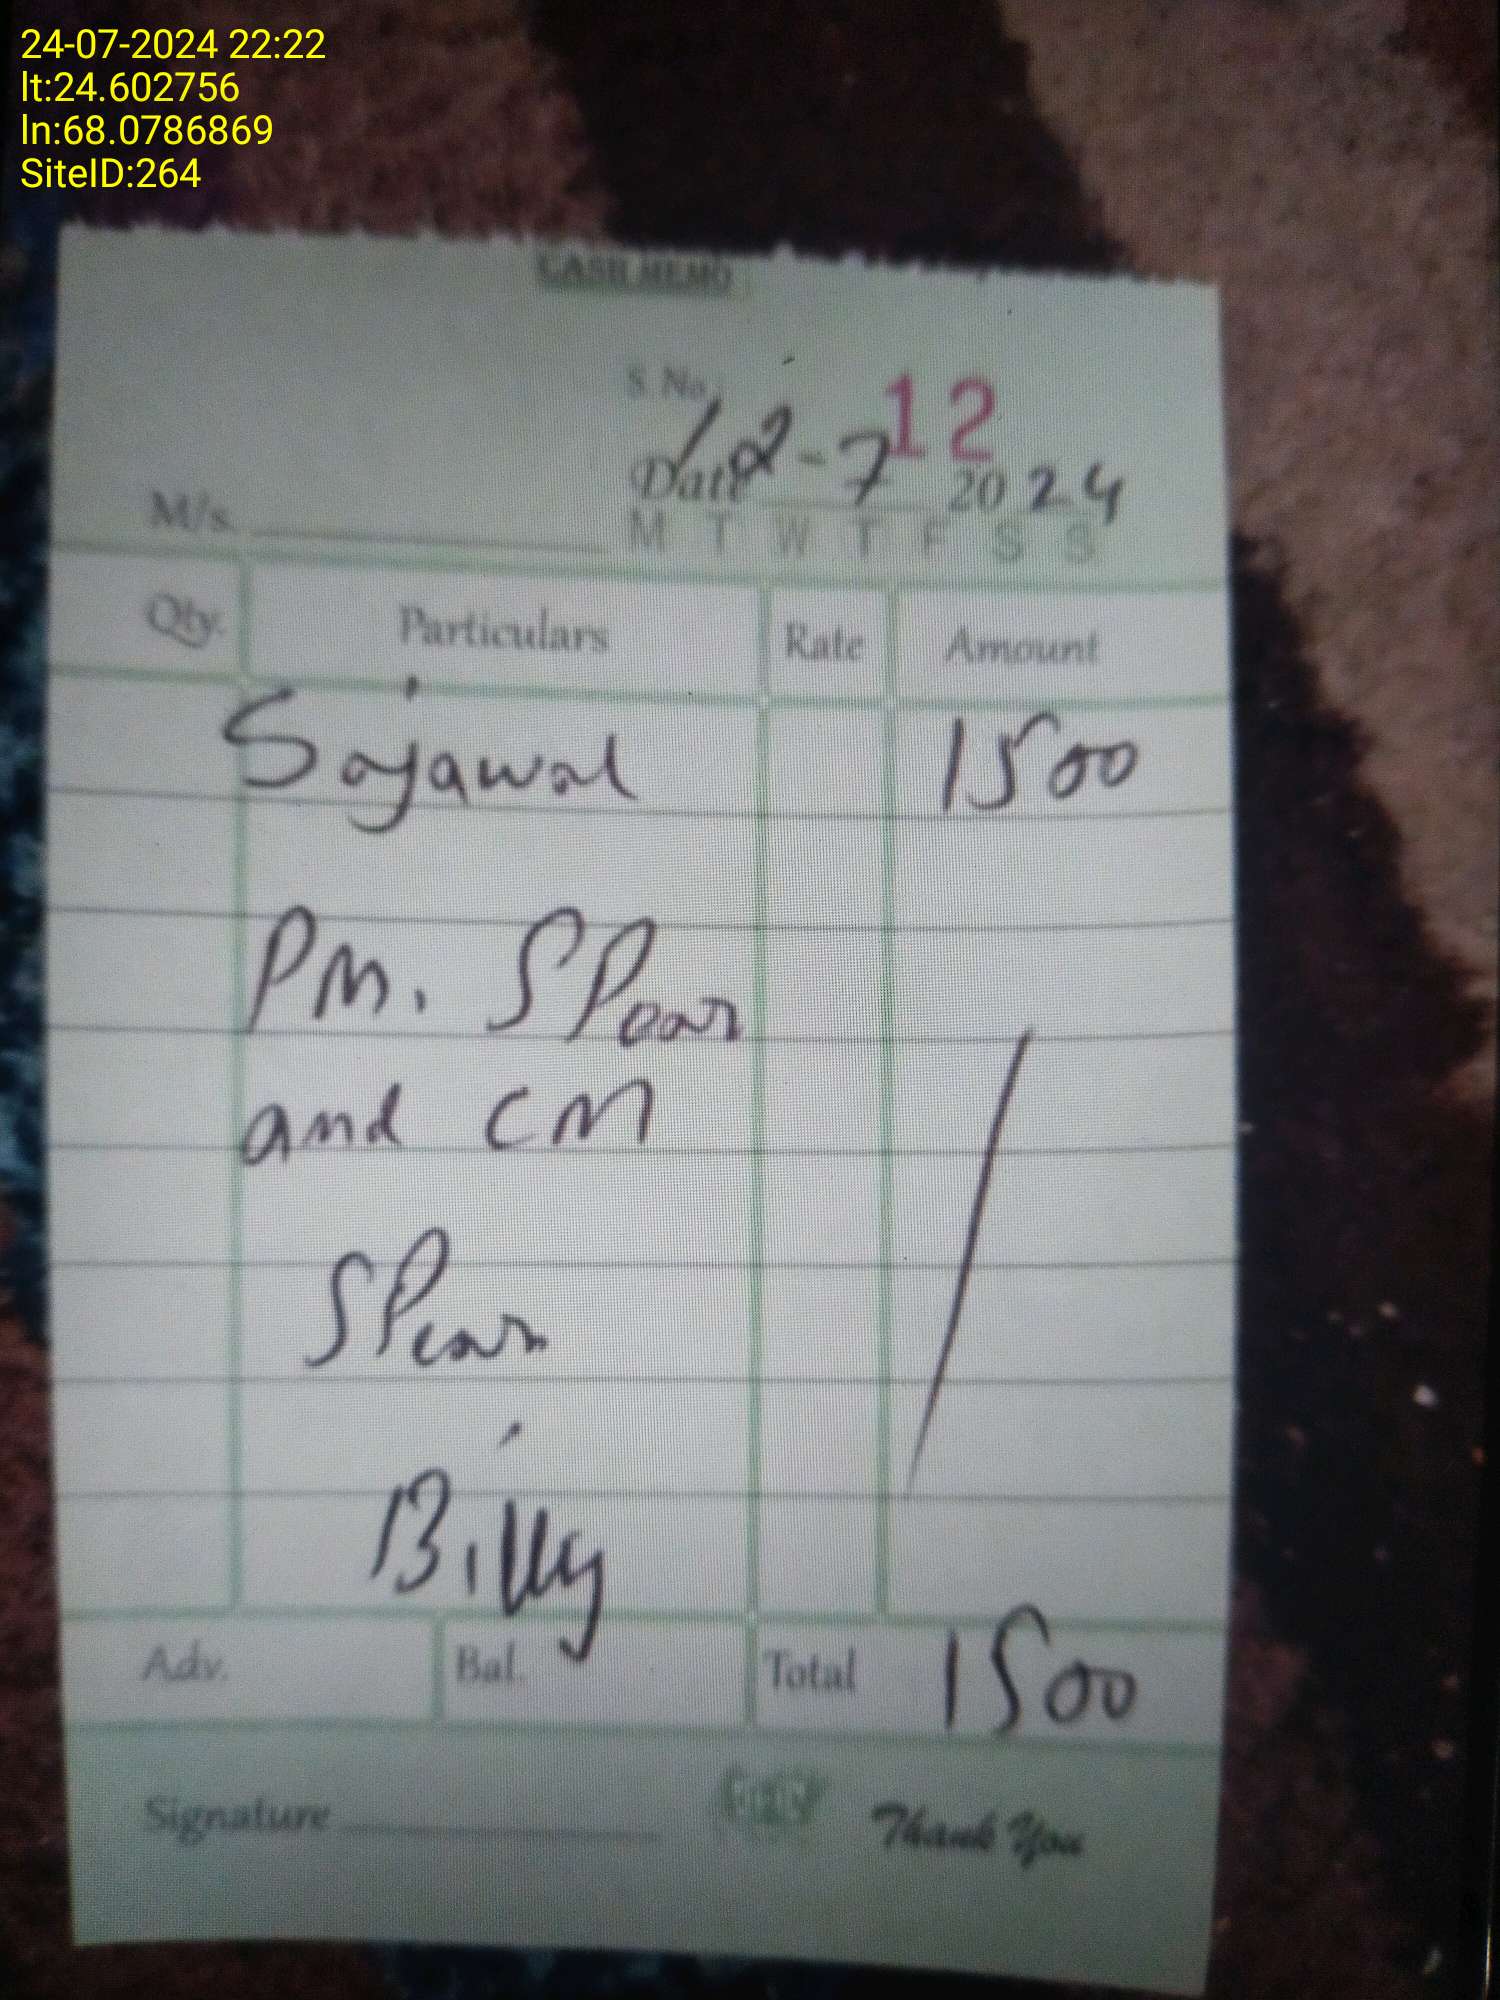 24-07-2024 22:22
lt:24.602756
ln:68.0786869
SiteID:264
CASH MEMO
S. No. 12
Date 12-7 2024
M/s.
M T W T F S S
Qty. Particulars Rate Amount
Sajawal 1500
PM. SPear
and CM
SPear
Billy
Adv. Bal. Total 1500
Signature Thank You